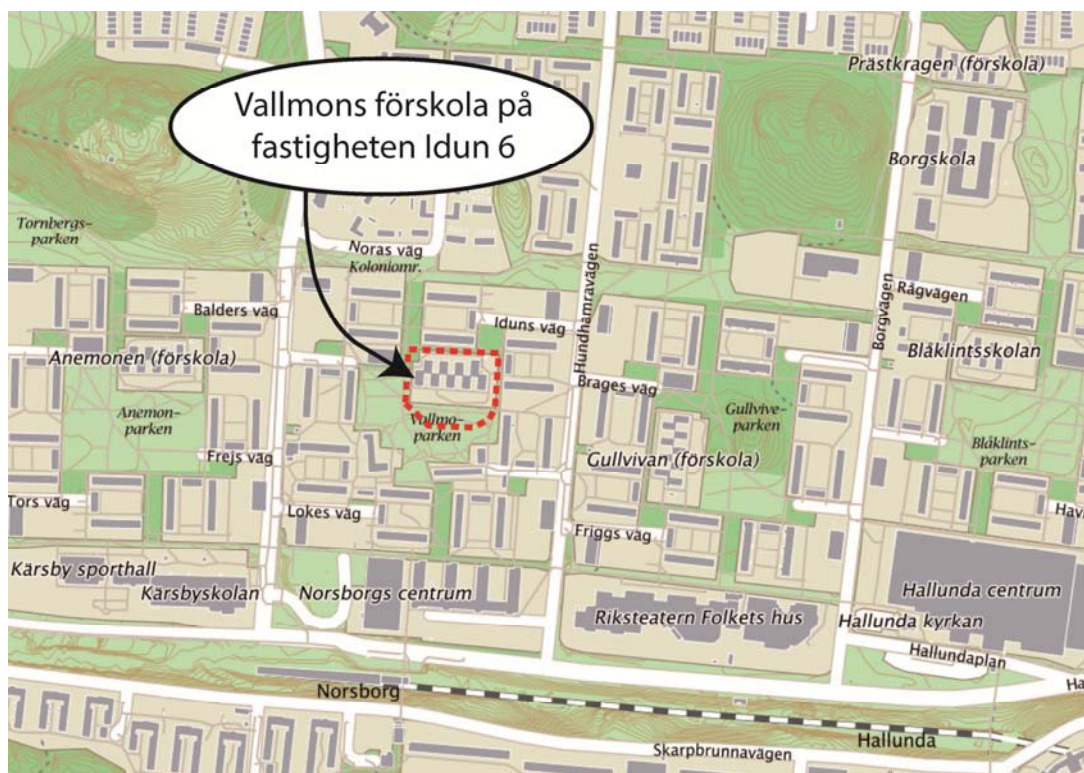 Vallmons förskola på
fastigheten Idun 6
Prästkragen (förskola)
Borgskola
Tornbergs-
parken
Noras väg
Koloniomr.
Hundhamravägen
Borgvägen
Rågvägen
Balders väg
Iduns väg
Anemonen (förskola)
Blåklintsskolan
Brages väg
Anemon-
parken
Vallmo-
parken
Gullvive-
parken
Blåklints-
parken
Frejs väg
Gullvivan (förskola)
Tors väg
Lokes väg
Friggs väg
Hav
Kärsby sporthall
Kärsbyskolan
Norsborgs centrum
Riksteatern Folkets hus
Hallunda centrum
Hallunda kyrkan
Hallundaplan
Ha
Norsborg
Hallunda
Skarpbrunnavägen